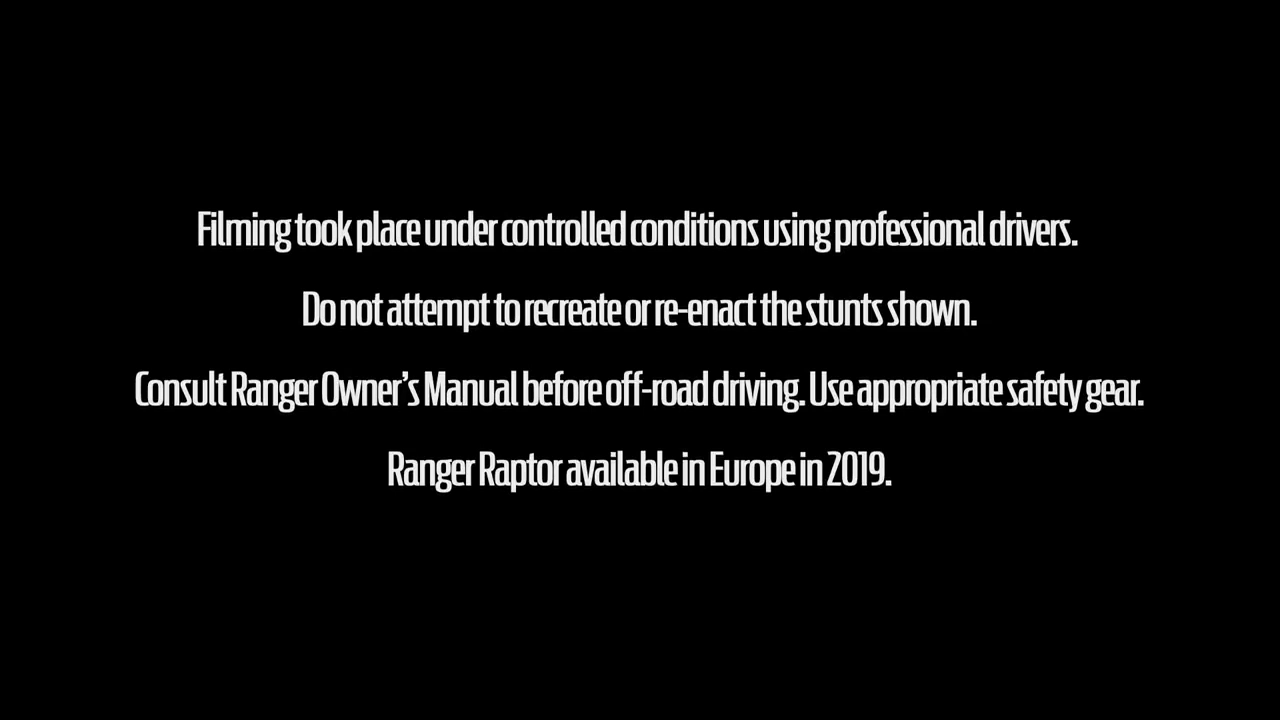 Filming took place under controlled conditions using professional drivers.
Do not attempt to recreate or re-enact the stunts shown.
Consult Ranger Owner’s Manual before off-road driving. Use appropriate safety gear.
Ranger Raptor available in Europe in 2019.